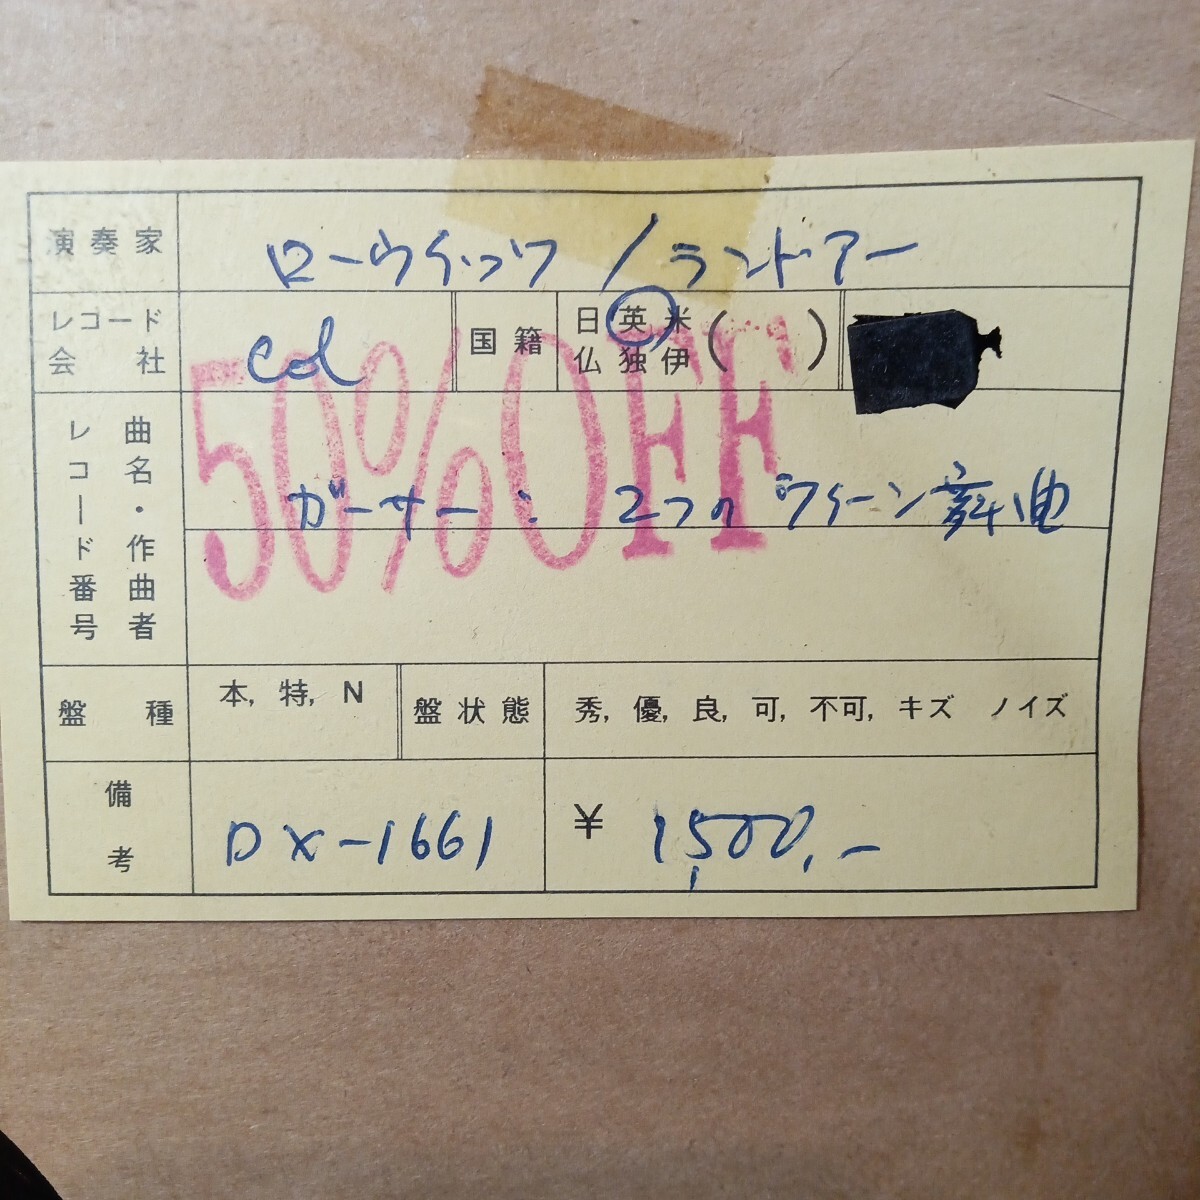 演奏家 ローウィッツ / ランドアー
レコード会社 Col 国籍 日 英 米 ( ) 仏 独 伊
50%OFF
曲名・作曲者 レコード番号 ガーサー : 2つの ウィーン舞曲
盤種 本, 特, N 盤状態 秀, 優, 良, 可, 不可, キズ ノイズ
備考 DX-1661 ¥ 1,500,-